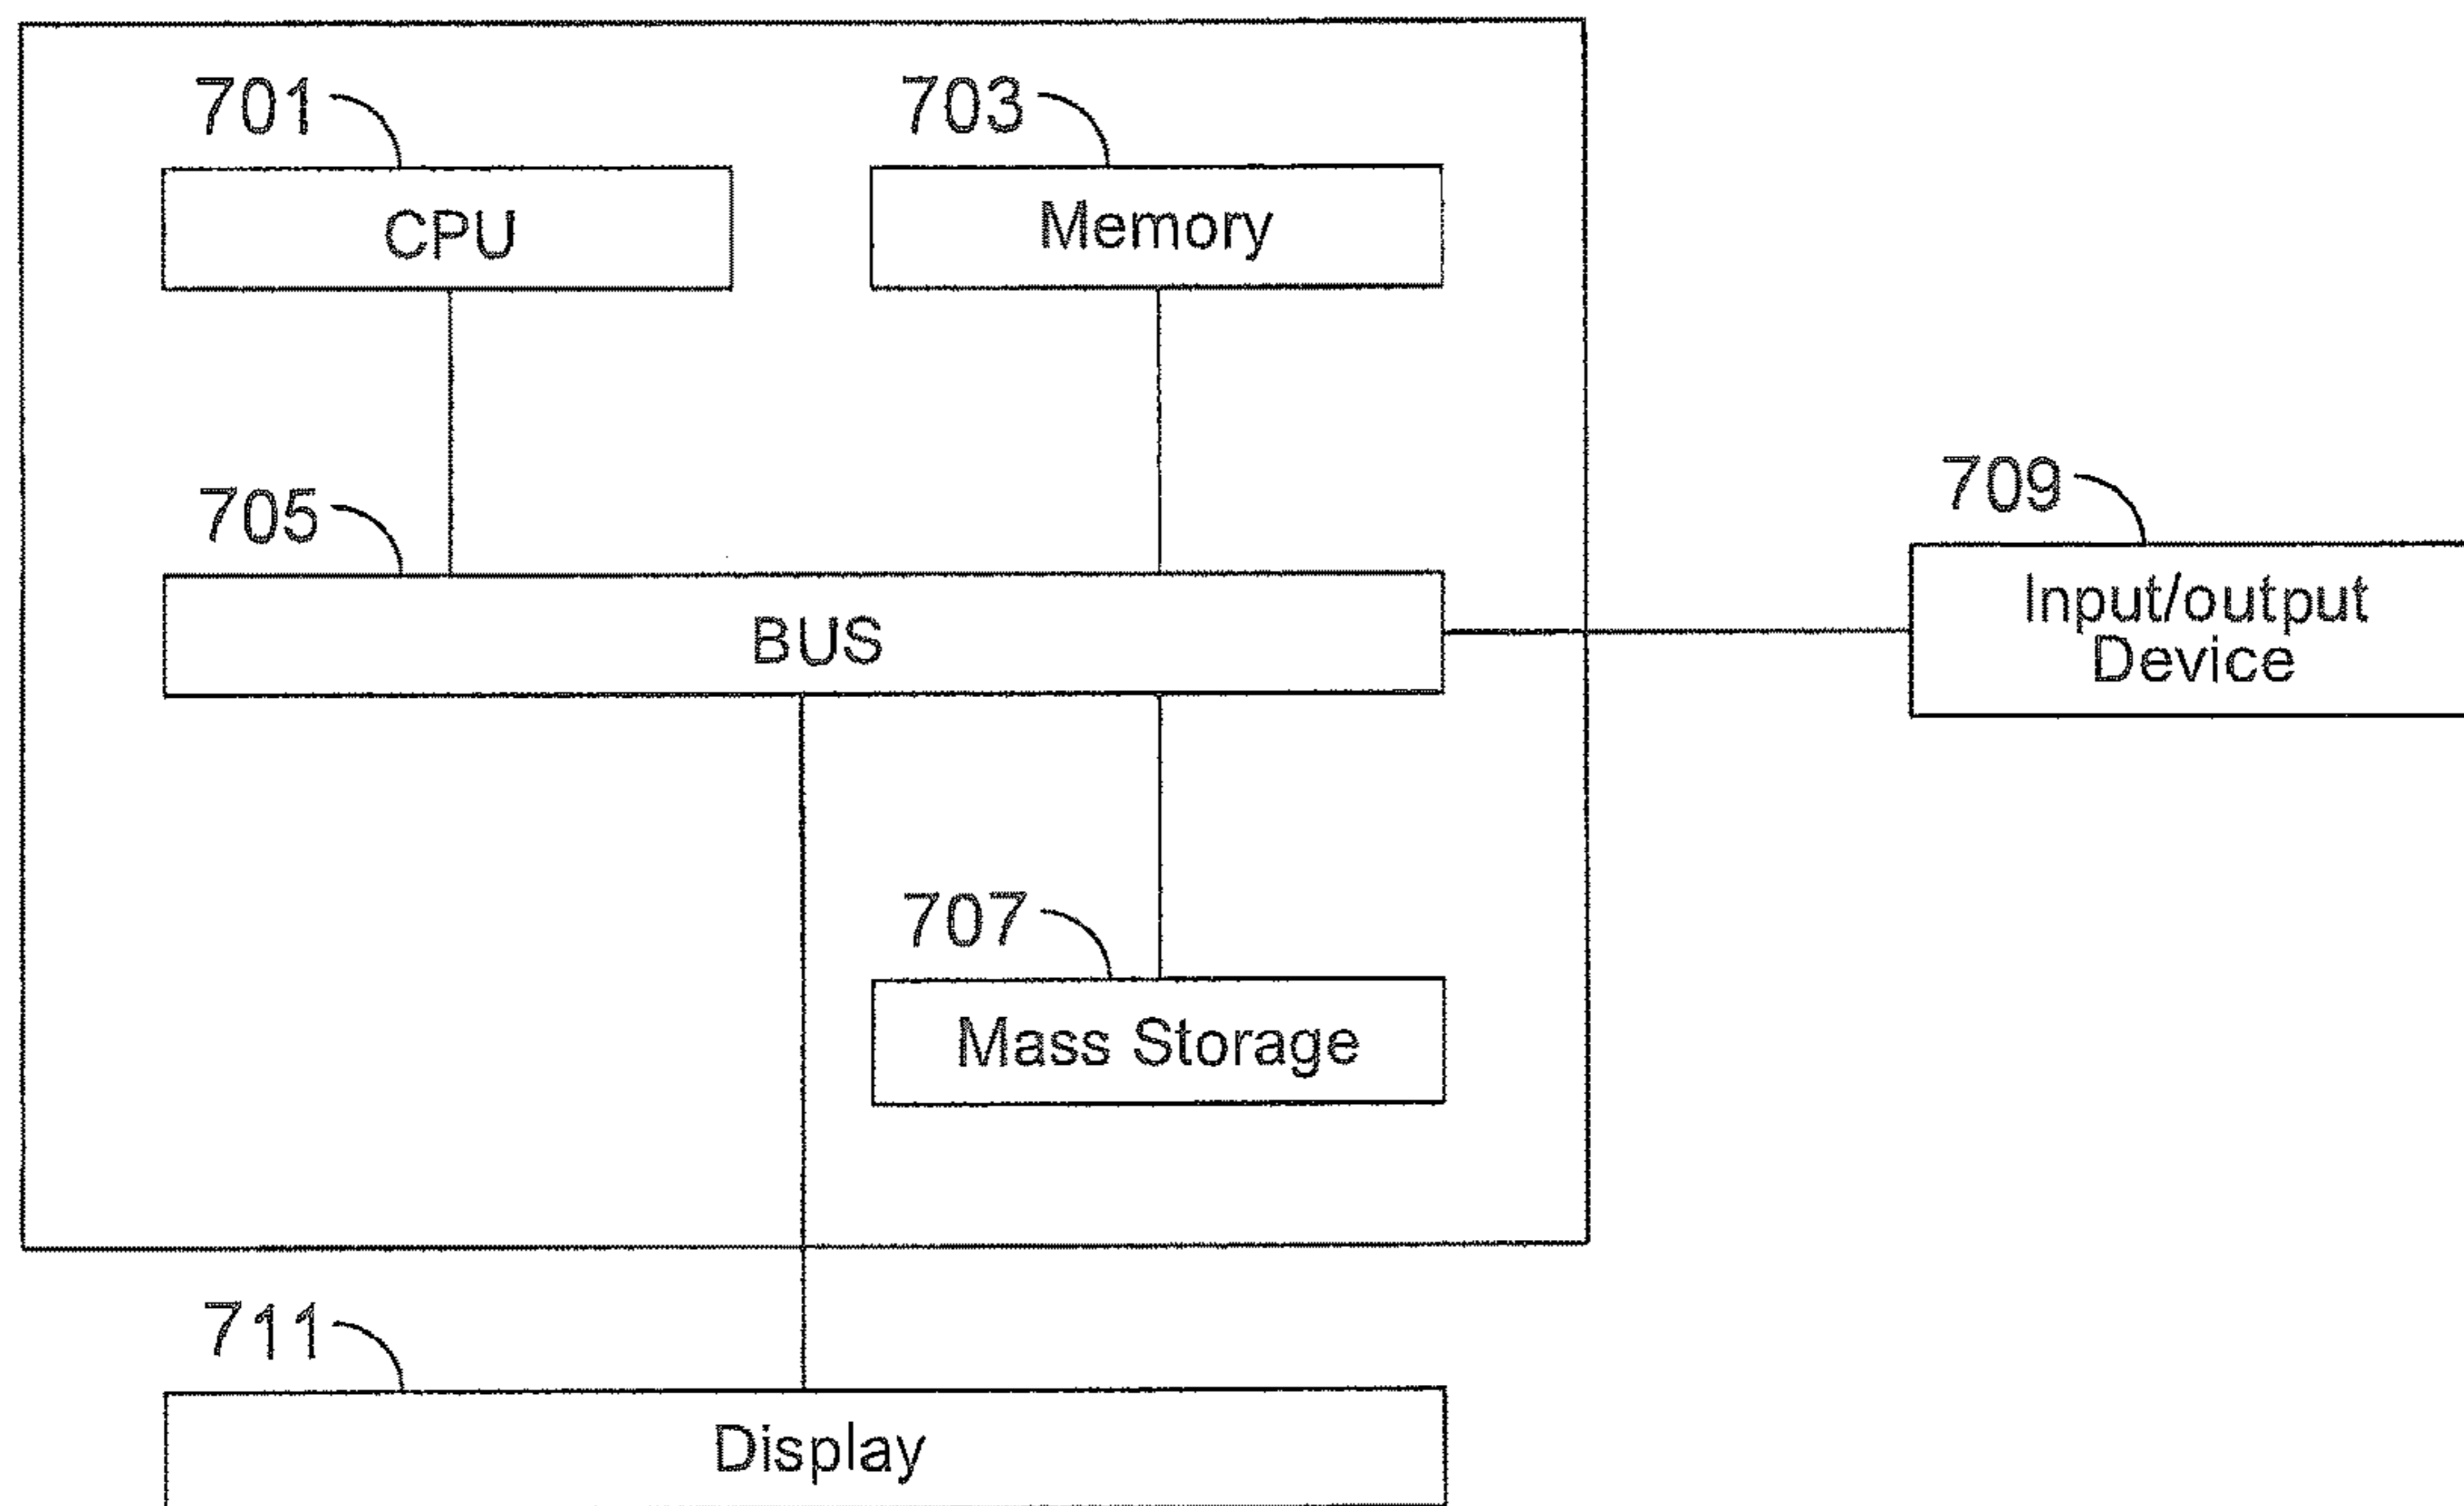 701
703
CPU
Memory
705
709
BUS
Input/output
Device
707
Mass Storage
711
Display